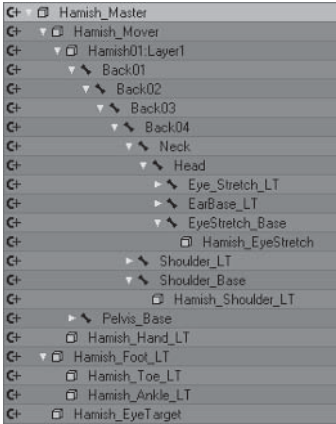 Hamish_Master
Hamish_Mover
Hamish01:Layer1
Back01
Back02
Back03
Back04
Neck
Head
Eye_Stretch_LT
EarBase_LT
EyeStretch_Base
Hamish_EyeStretch
Shoulder_LT
Shoulder_Base
Hamish_Shoulder_LT
Pelvis_Base
Hamish_Hand_LT
Hamish_Foot_LT
Hamish_Toe_LT
Hamish_Ankle_LT
Hamish_EyeTarget